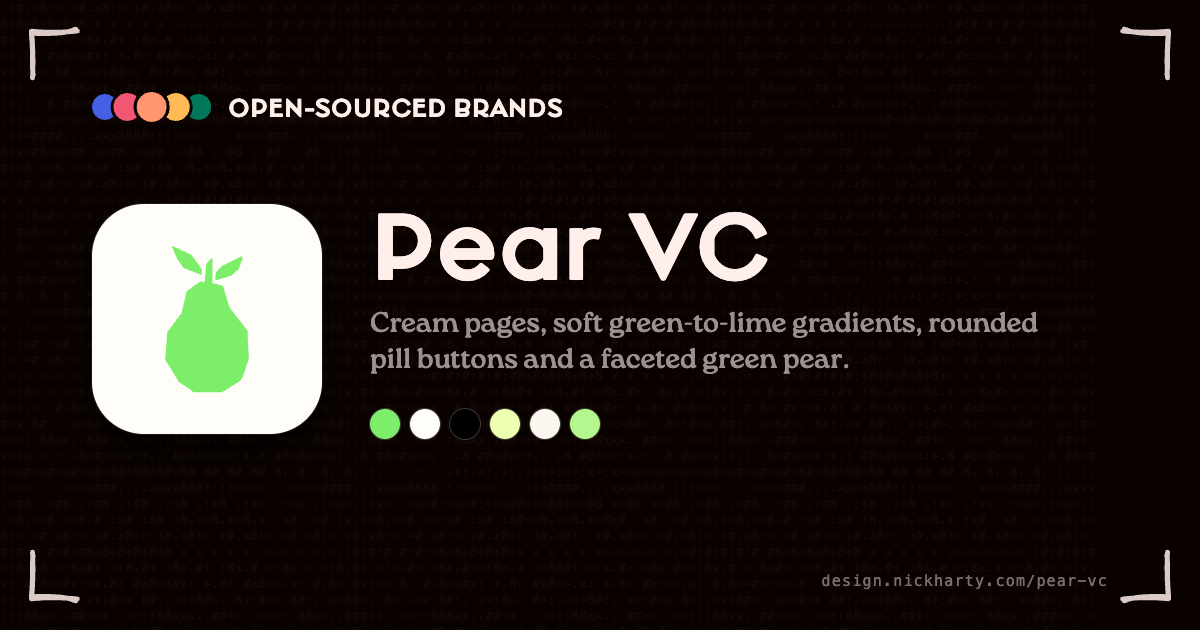 OPEN-SOURCED BRANDS
Pear VC
Cream pages, soft green-to-lime gradients, rounded
pill buttons and a faceted green pear.
design.nickharty.com/pear-vc